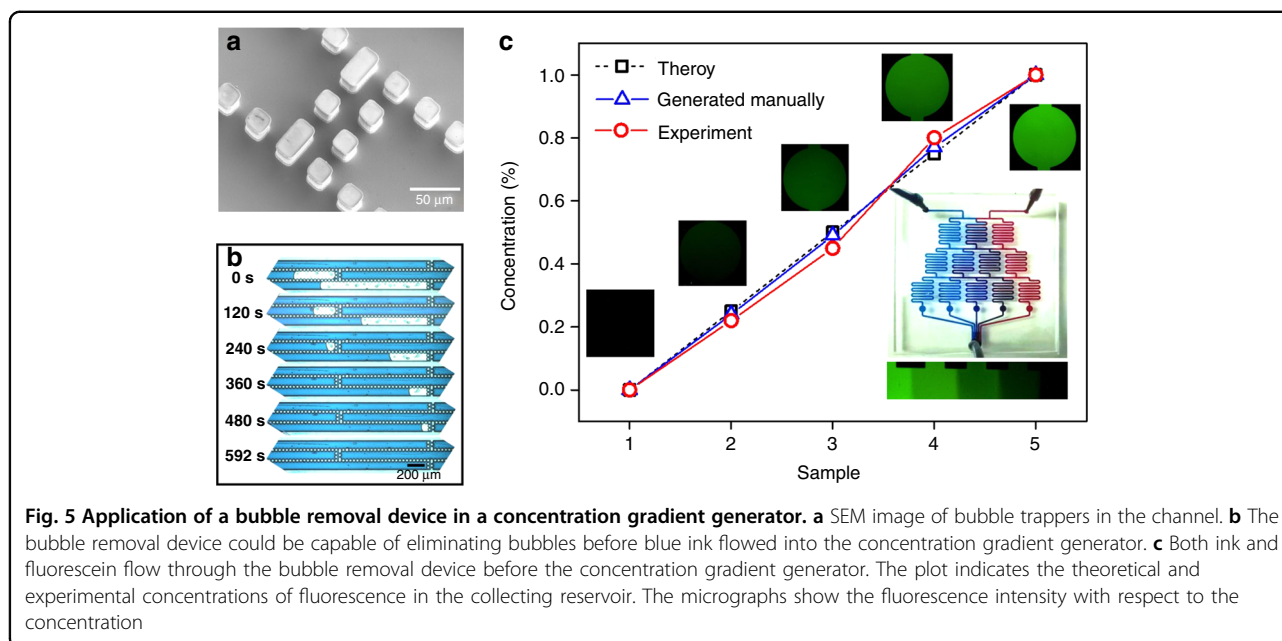 a
50 μm
b
0 s
120 s
240 s
360 s
480 s
592 s
200 μm
c
Theroy
Generated manually
Experiment
Concentration (%)
1.0
0.8
0.6
0.4
0.2
0.0
1 2 3 4 5
Sample
Fig. 5 Application of a bubble removal device in a concentration gradient generator. a SEM image of bubble trappers in the channel. b The
bubble removal device could be capable of eliminating bubbles before blue ink flowed into the concentration gradient generator. c Both ink and
fluorescein flow through the bubble removal device before the concentration gradient generator. The plot indicates the theoretical and
experimental concentrations of fluorescence in the collecting reservoir. The micrographs show the fluorescence intensity with respect to the
concentration